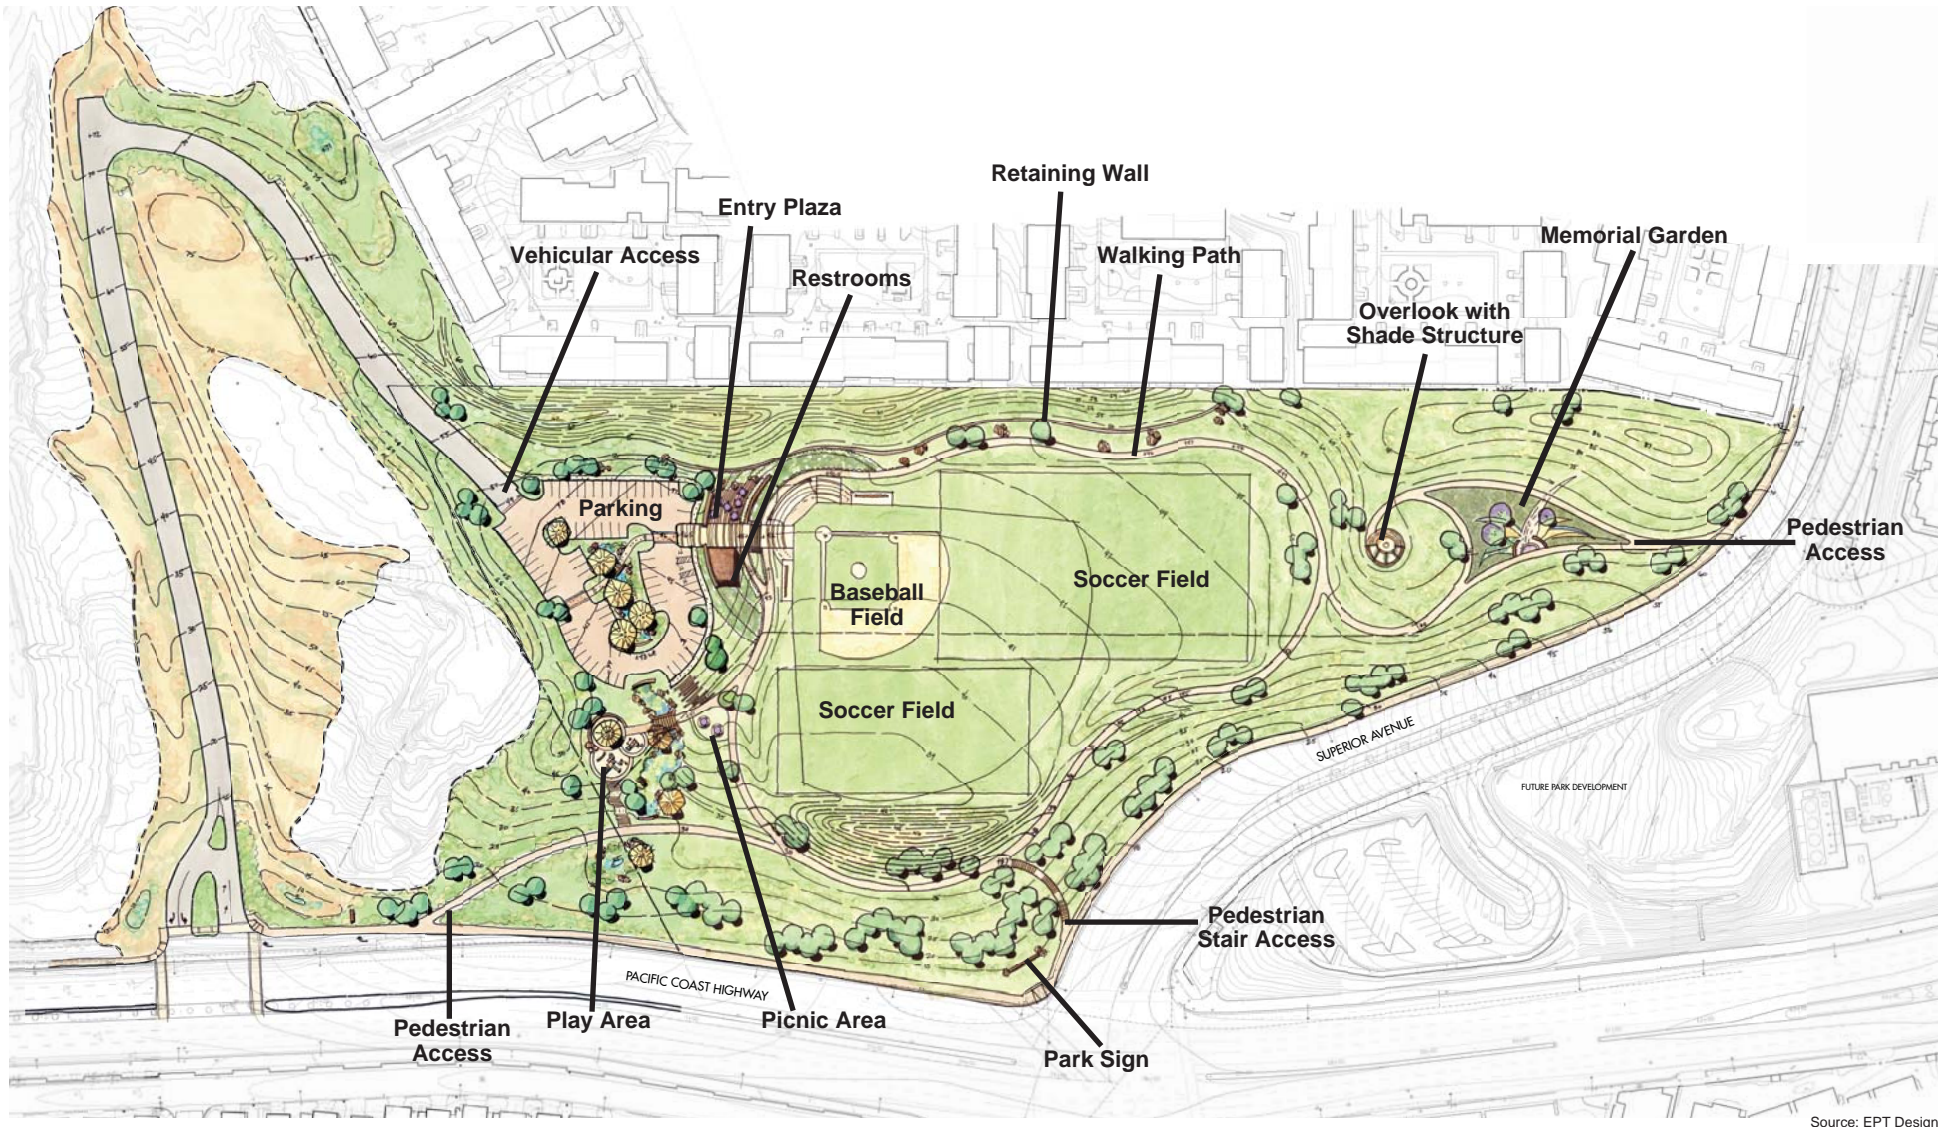 Retaining Wall
Entry Plaza
Memorial Garden
Vehicular Access
Walking Path
Restrooms
Overlook with
Shade Structure
Parking
Pedestrian
Access
Baseball
Field
Soccer Field
Soccer Field
SUPERIOR AVENUE
FUTURE PARK DEVELOPMENT
Pedestrian
Stair Access
PACIFIC COAST HIGHWAY
Pedestrian
Access
Play Area
Picnic Area
Park Sign
Source: EPT Design